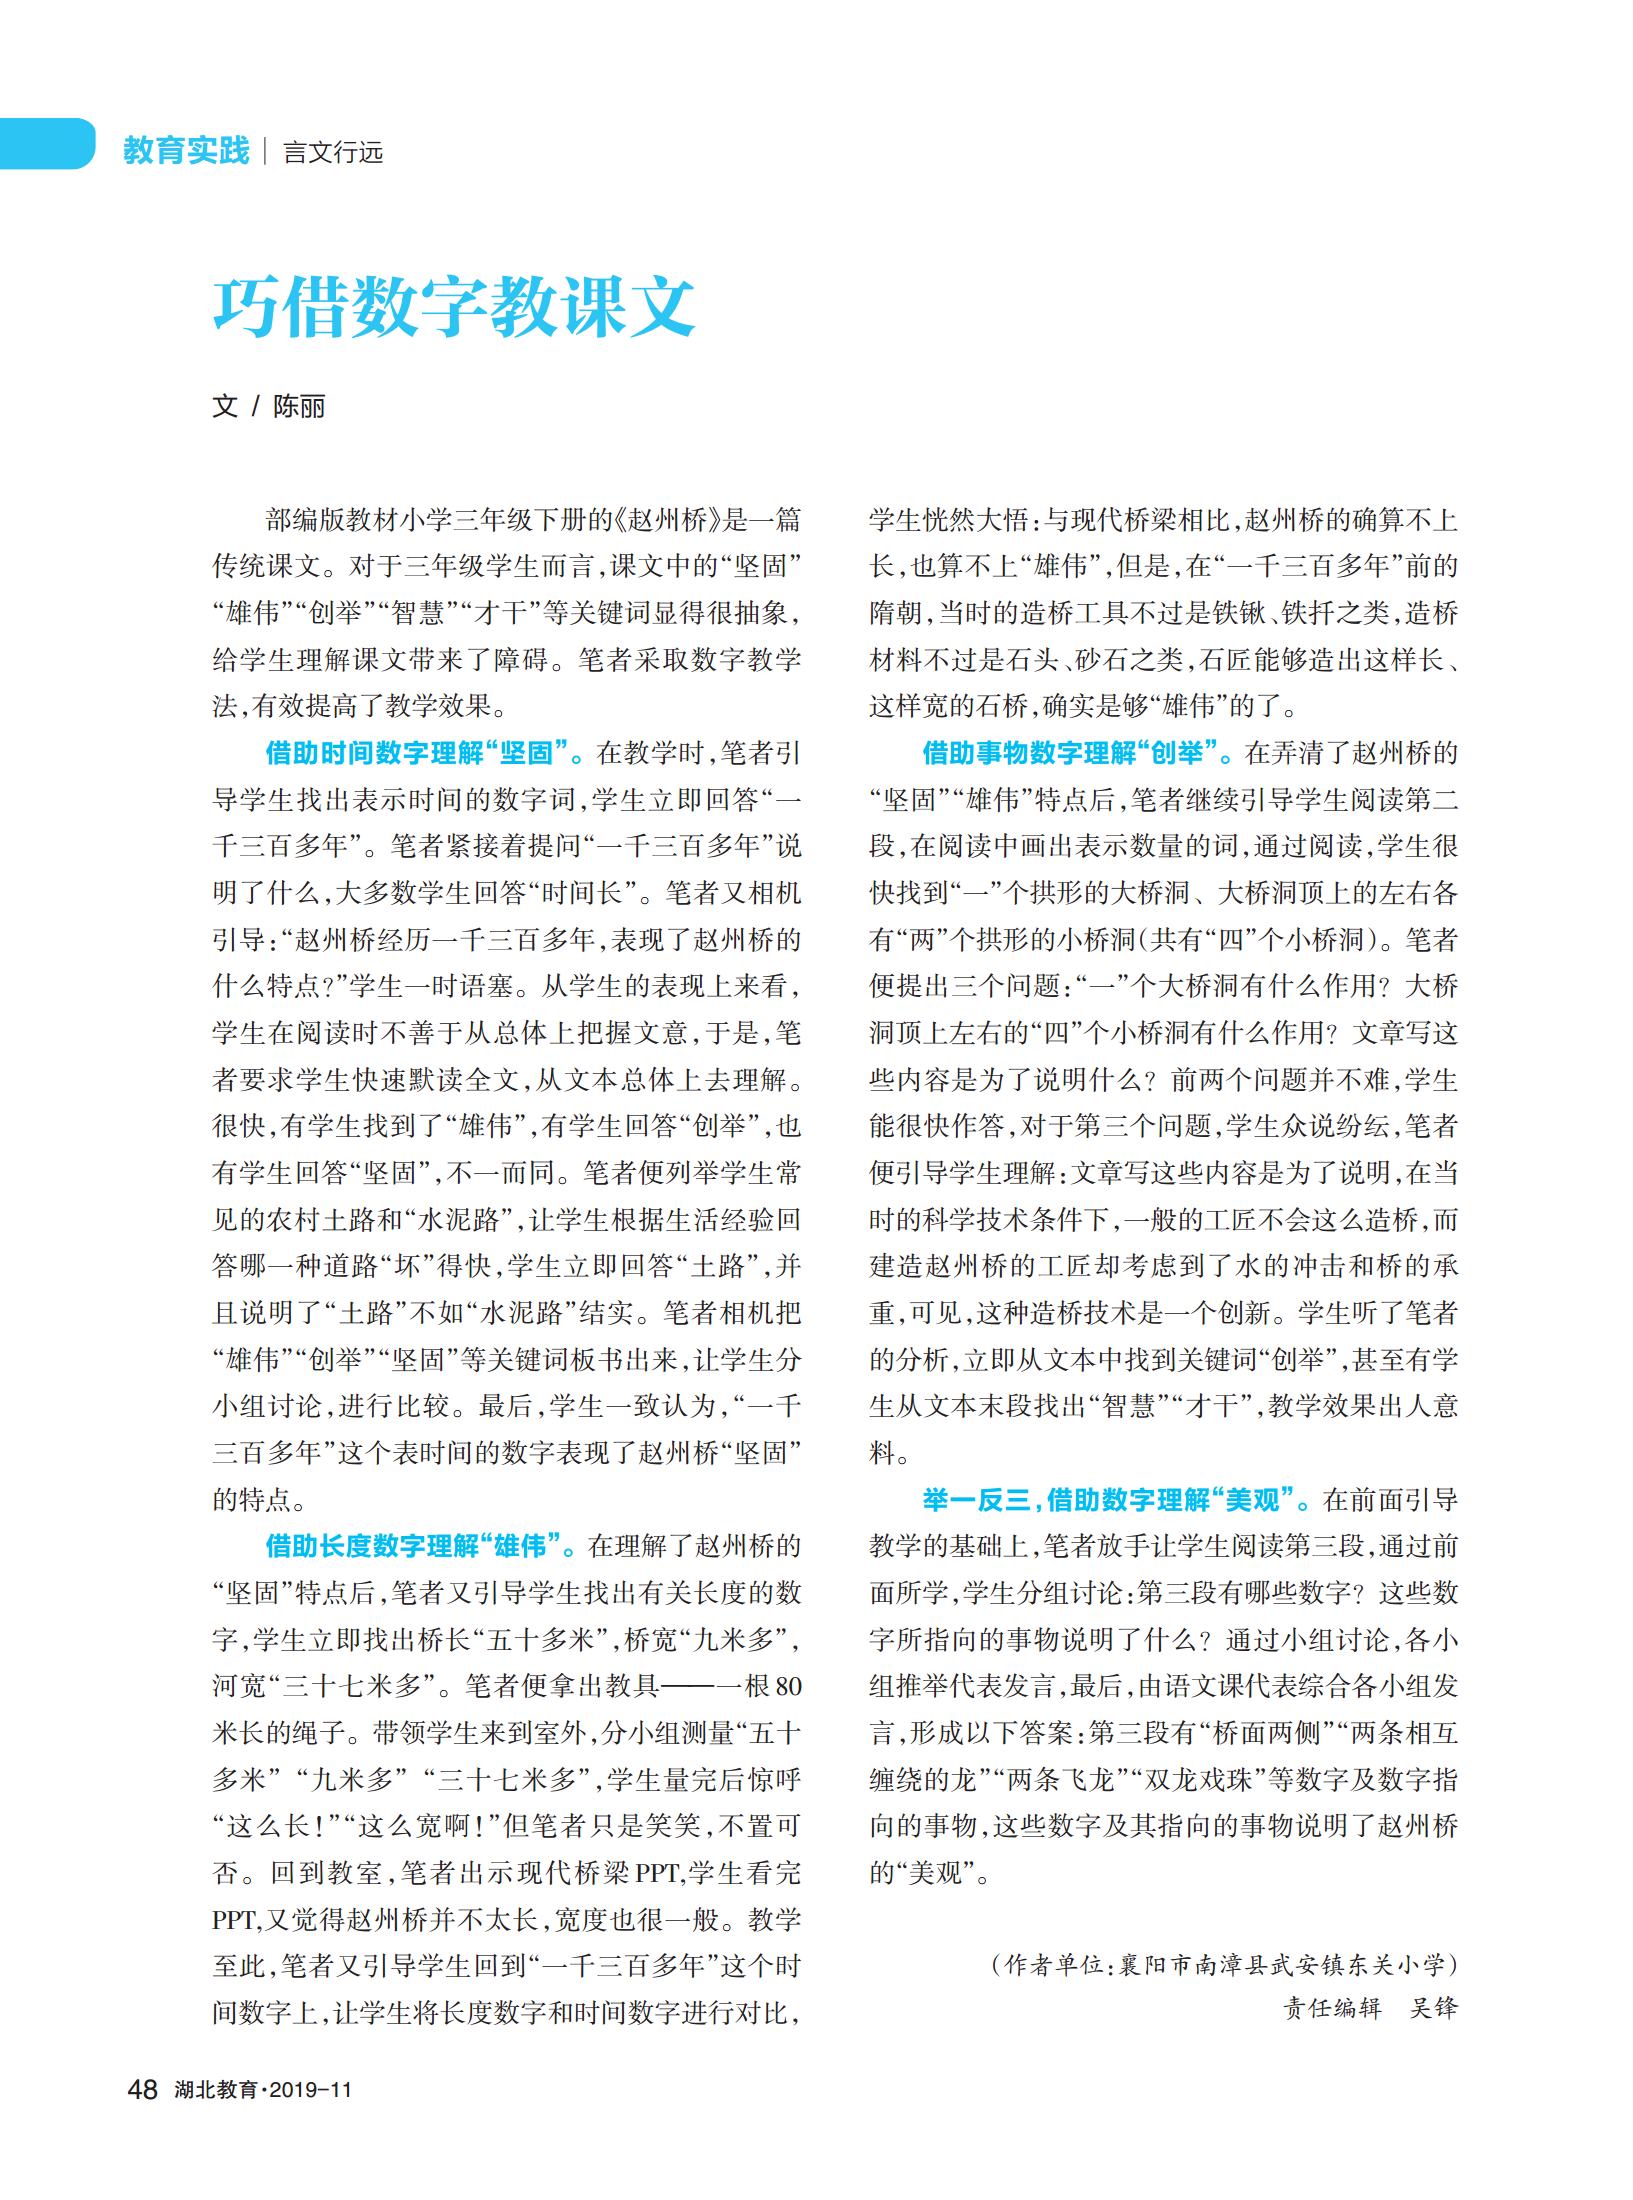 教育实践 | 言文行远
巧借数字教课文
文 / 陈丽
部编版教材小学三年级下册的《赵州桥》是一篇
传统课文。对于三年级学生而言,课文中的“坚固”
“雄伟”“创举”“智慧”“才干”等关键词显得很抽象,
给学生理解课文带来了障碍。笔者采取数字教学
法,有效提高了教学效果。
借助时间数字理解“坚固”。在教学时,笔者引
导学生找出表示时间的数字词,学生立即回答“一
千三百多年”。笔者紧接着提问“一千三百多年”说
明了什么,大多数学生回答“时间长”。笔者又相机
引导:“赵州桥经历一千三百多年,表现了赵州桥的
什么特点?”学生一时语塞。从学生的表现上来看,
学生在阅读时不善于从总体上把握文意,于是,笔
者要求学生快速默读全文,从文本总体上去理解。
很快,有学生找到了“雄伟”,有学生回答“创举”,也
有学生回答“坚固”,不一而同。笔者便列举学生常
见的农村土路和“水泥路”,让学生根据生活经验回
答哪一种道路“坏”得快,学生立即回答“土路”,并
且说明了“土路”不如“水泥路”结实。笔者相机把
“雄伟”“创举”“坚固”等关键词板书出来,让学生分
小组讨论,进行比较。最后,学生一致认为,“一千
三百多年”这个表时间的数字表现了赵州桥“坚固”
的特点。
借助长度数字理解“雄伟”。在理解了赵州桥的
“坚固”特点后,笔者又引导学生找出有关长度的数
字,学生立即找出桥长“五十多米”,桥宽“九米多”,
河宽“三十七米多”。笔者便拿出教具——一根80
米长的绳子。带领学生来到室外,分小组测量“五十
多米”“九米多”“三十七米多”,学生量完后惊呼
“这么长!”“这么宽啊!”但笔者只是笑笑,不置可
否。回到教室,笔者出示现代桥梁PPT,学生看完
PPT,又觉得赵州桥并不太长,宽度也很一般。教学
至此,笔者又引导学生回到“一千三百多年”这个时
间数字上,让学生将长度数字和时间数字进行对比,
学生恍然大悟:与现代桥梁相比,赵州桥的确算不上
长,也算不上“雄伟”,但是,在“一千三百多年”前的
隋朝,当时的造桥工具不过是铁锹、铁扦之类,造桥
材料不过是石头、砂石之类,石匠能够造出这样长、
这样宽的石桥,确实是够“雄伟”的了。
借助事物数字理解“创举”。在弄清了赵州桥的
“坚固”“雄伟”特点后,笔者继续引导学生阅读第二
段,在阅读中画出表示数量的词,通过阅读,学生很
快找到“一”个拱形的大桥洞、大桥洞顶上的左右各
有“两”个拱形的小桥洞(共有“四”个小桥洞)。笔者
便提出三个问题:“一”个大桥洞有什么作用?大桥
洞顶上左右的“四”个小桥洞有什么作用?文章写这
些内容是为了说明什么?前两个问题并不难,学生
能很快作答,对于第三个问题,学生众说纷纭,笔者
便引导学生理解:文章写这些内容是为了说明,在当
时的科学技术条件下,一般的工匠不会这么造桥,而
建造赵州桥的工匠却考虑到了水的冲击和桥的承
重,可见,这种造桥技术是一个创新。学生听了笔者
的分析,立即从文本中找到关键词“创举”,甚至有学
生从文本末段找出“智慧”“才干”,教学效果出人意
料。
举一反三,借助数字理解“美观”。在前面引导
教学的基础上,笔者放手让学生阅读第三段,通过前
面所学,学生分组讨论:第三段有哪些数字?这些数
字所指向的事物说明了什么?通过小组讨论,各小
组推举代表发言,最后,由语文课代表综合各小组发
言,形成以下答案:第三段有“桥面两侧”“两条相互
缠绕的龙”“两条飞龙”“双龙戏珠”等数字及数字指
向的事物,这些数字及其指向的事物说明了赵州桥
的“美观”。
(作者单位:襄阳市南漳县武安镇东关小学)
责任编辑 吴锋
48 湖北教育·2019-11